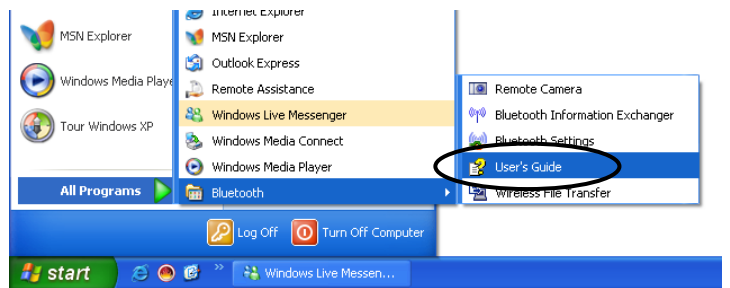 MSN Explorer
Windows Media Playe
Tour Windows XP
All Programs
Internet Explorer
MSN Explorer
Outlook Express
Remote Assistance
Windows Live Messenger
Windows Media Connect
Windows Media Player
Bluetooth
Remote Camera
Bluetooth Information Exchanger
Bluetooth Settings
User's Guide
Wireless File Transfer
Log Off
Turn Off Computer
start
Windows Live Messen...